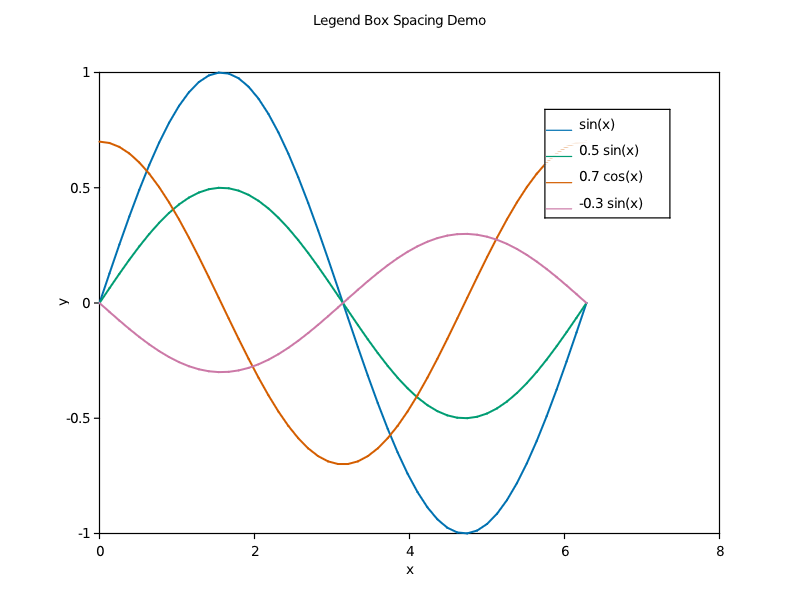 Legend Box Spacing Demo
1
0.5
0
-0.5
-1
y
0 2 4 6 8
x
sin(x)
0.5 sin(x)
0.7 cos(x)
-0.3 sin(x)